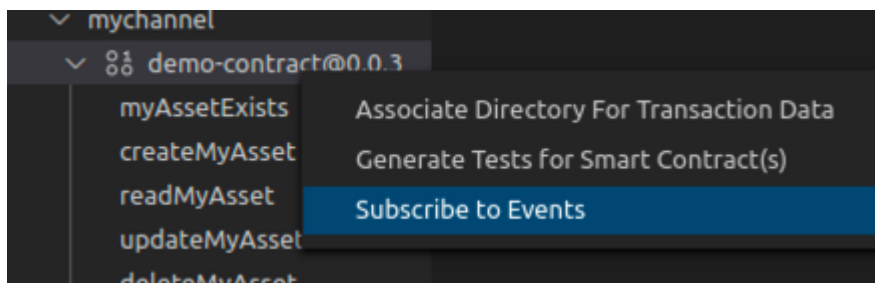 mychannel
demo-contract@0.0.3
myAssetExists
Associate Directory For Transaction Data
createMyAsset
Generate Tests for Smart Contract(s)
readMyAsset
Subscribe to Events
updateMyAsset
deleteMyAsset